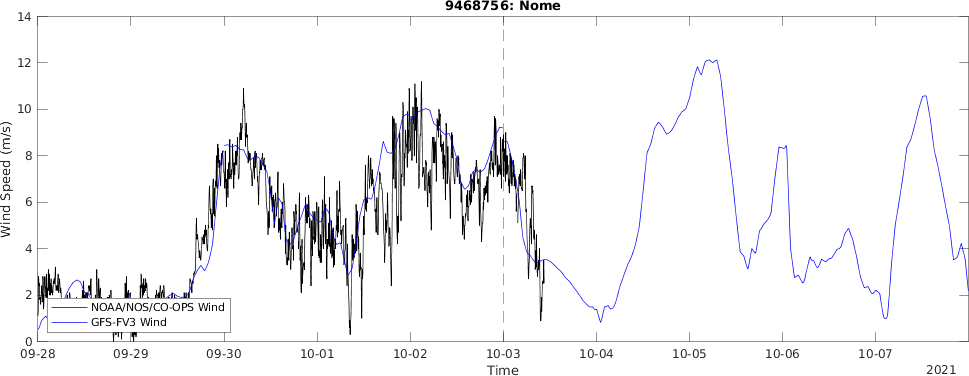 9468756: Nome
Wind Speed (m/s)
14
12
10
8
6
4
2
0
NOAA/NOS/CO-OPS Wind
GFS-FV3 Wind
09-28 09-29 09-30 10-01 10-02 10-03 10-04 10-05 10-06 10-07
Time
2021